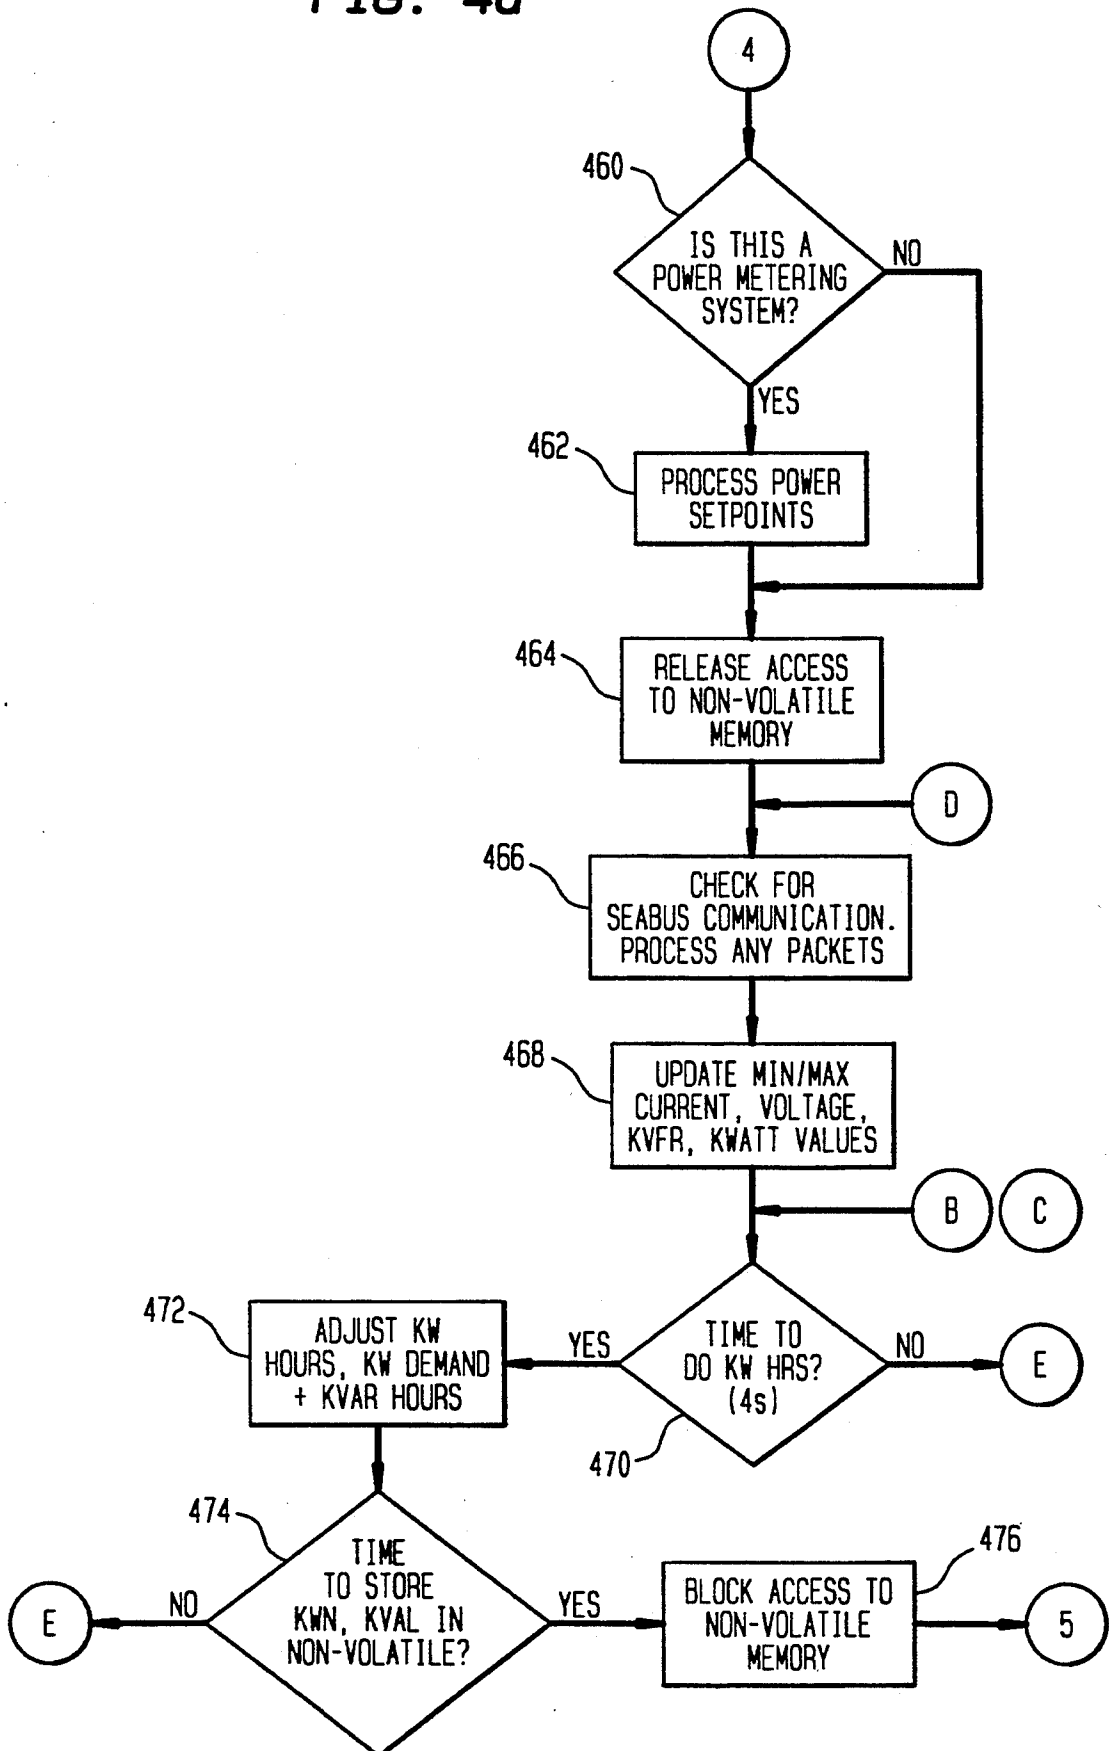 FIG. 4d
4
460
IS THIS A
POWER METERING
SYSTEM?
NO
YES
462
PROCESS POWER
SETPOINTS
464
RELEASE ACCESS
TO NON-VOLATILE
MEMORY
D
466
CHECK FOR
SEABUS COMMUNICATION.
PROCESS ANY PACKETS
468
UPDATE MIN/MAX
CURRENT, VOLTAGE,
KVFR, KWATT VALUES
B
C
472
ADJUST KW
HOURS, KW DEMAND
+ KVAR HOURS
YES
TIME TO
DO KW HRS?
(4s)
NO
E
470
474
TIME
TO STORE
KWN, KVAL IN
NON-VOLATILE?
NO
E
YES
476
BLOCK ACCESS TO
NON-VOLATILE
MEMORY
5